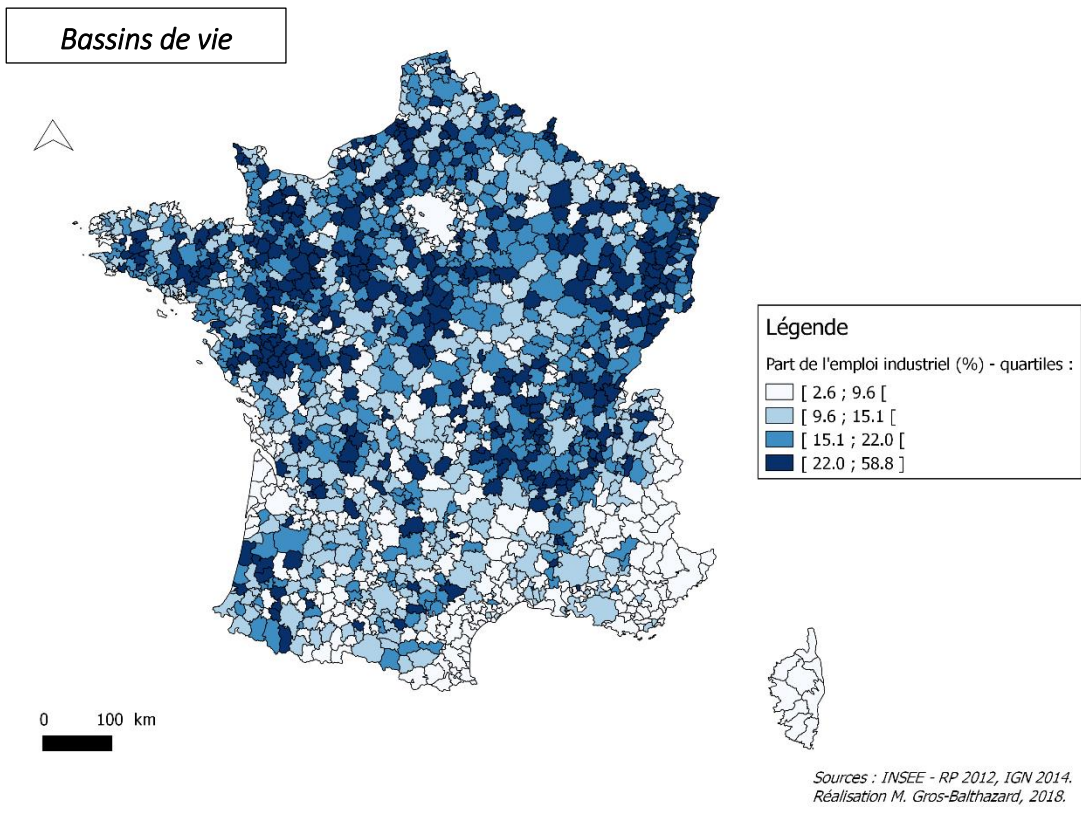 Bassins de vie
Légende
Part de l'emploi industriel (%) - quartiles :
[ 2.6 ; 9.6 [
[ 9.6 ; 15.1 [
[ 15.1 ; 22.0 [
[ 22.0 ; 58.8 ]
0 100 km
Sources : INSEE - RP 2012, IGN 2014.
Réalisation M. Gros-Balthazard, 2018.